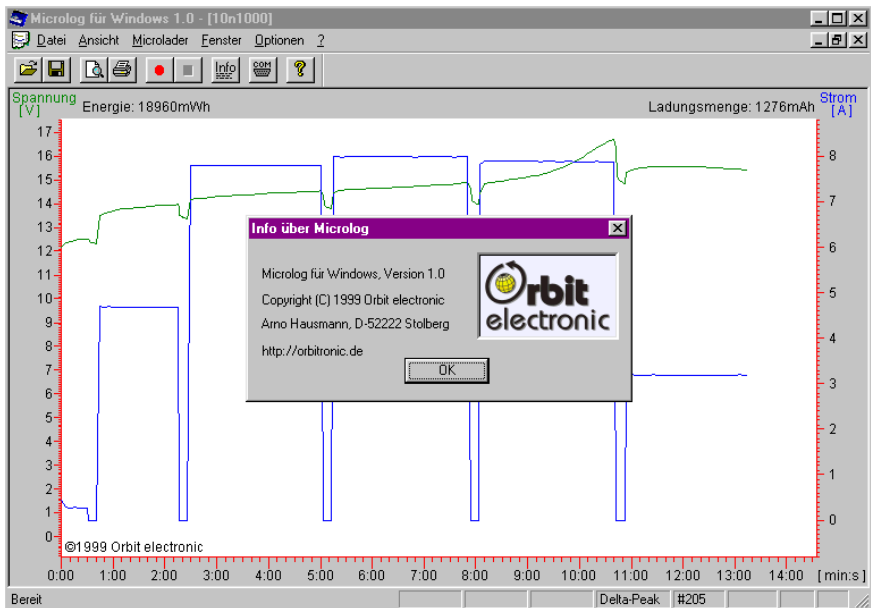 Microlog für Windows 1.0 - [10n1000]
Datei Ansicht Microlader Fenster Optionen ?
Info COM
Spannung [V]
Energie: 18960mWh
Ladungsmenge: 1276mAh
Strom [A]
17
16
15
14
13
12
11
10
9
8
7
6
5
4
3
2
1
0
8
7
6
5
4
3
2
1
0
Info über Microlog
Microlog für Windows, Version 1.0
Copyright (C) 1999 Orbit electronic
Arno Hausmann, D-52222 Stolberg
http://orbitronic.de
Orbit
electronic
OK
©1999 Orbit electronic
0:00 1:00 2:00 3:00 4:00 5:00 6:00 7:00 8:00 9:00 10:00 11:00 12:00 13:00 14:00 [min:s]
Bereit Delta-Peak #205